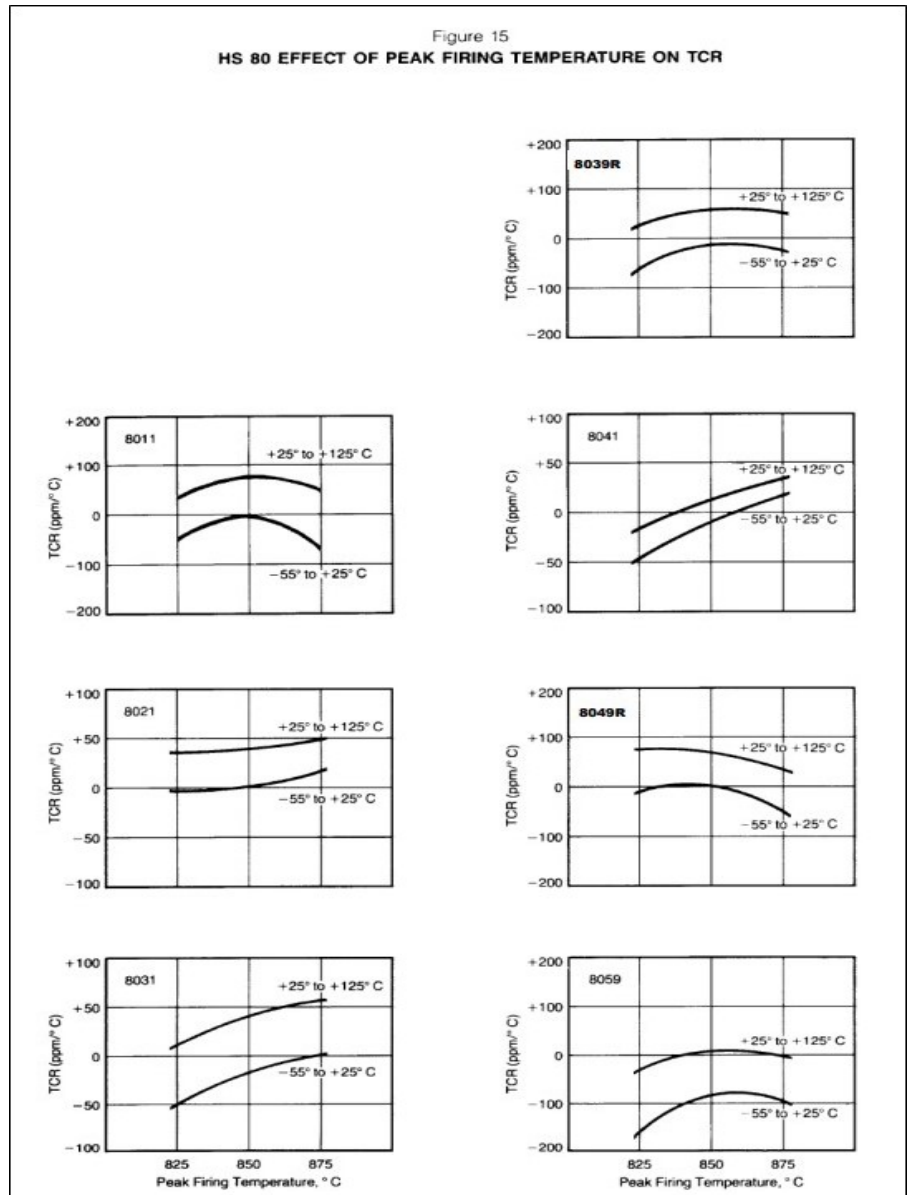 Figure 15
HS 80 EFFECT OF PEAK FIRING TEMPERATURE ON TCR
+200
8039R
+100
+25° to +125° C
0
−55° to +25° C
−100
−200
TCR (ppm/° C)
+200
8011
+100
+25° to +125° C
0
−100
−55° to +25° C
−200
TCR (ppm/° C)
+100
8041
+50
+25° to +125° C
0
−55° to +25° C
−50
−100
TCR (ppm/° C)
+100
8021
+50
+25° to +125° C
0
−55° to +25° C
−50
−100
TCR (ppm/° C)
+200
8049R
+100
+25° to +125° C
0
−55° to +25° C
−100
−200
TCR (ppm/° C)
+100
8031
+50
+25° to +125° C
0
−55° to +25° C
−50
−100
TCR (ppm/° C)
825 850 875
Peak Firing Temperature, ° C
+200
8059
+100
+25° to +125° C
0
−100
−55° to +25° C
−200
TCR (ppm/° C)
825 850 875
Peak Firing Temperature, ° C